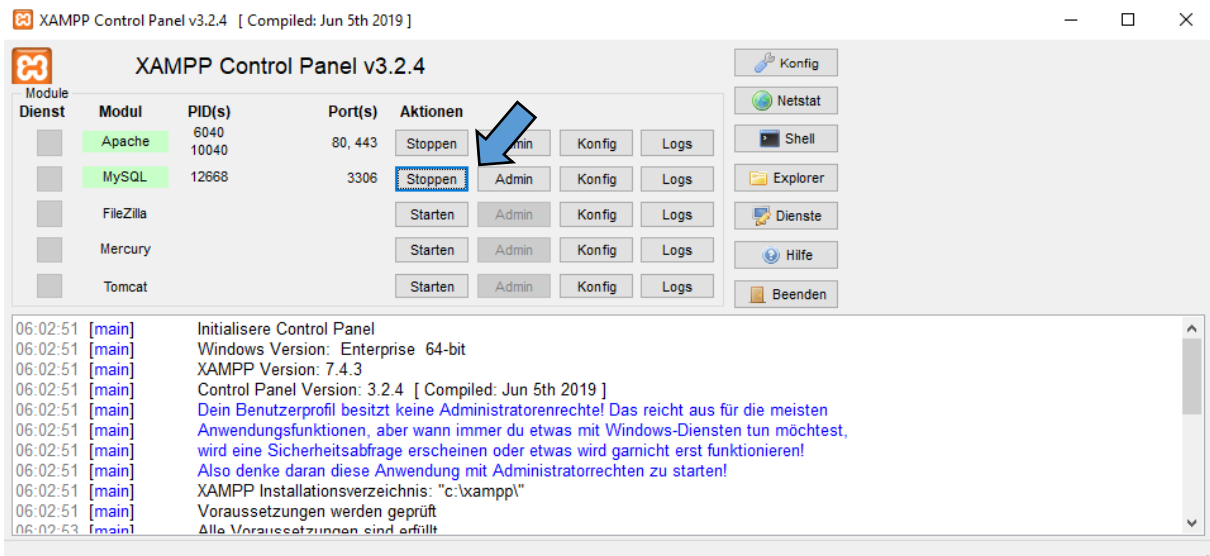 XAMPP Control Panel v3.2.4 [ Compiled: Jun 5th 2019 ]
XAMPP Control Panel v3.2.4
Konfig
Module
Dienst Modul PID(s) Port(s) Aktionen
Netstat
Apache 6040 10040 80, 443 Stoppen Konfig Logs
Shell
MySQL 12668 3306 Stoppen Admin Konfig Logs
Explorer
FileZilla Starten Admin Konfig Logs
Dienste
Mercury Starten Admin Konfig Logs
Hilfe
Tomcat Starten Admin Konfig Logs
Beenden
06:02:51 [main] Initialisere Control Panel
06:02:51 [main] Windows Version: Enterprise 64-bit
06:02:51 [main] XAMPP Version: 7.4.3
06:02:51 [main] Control Panel Version: 3.2.4 [ Compiled: Jun 5th 2019 ]
06:02:51 [main] Dein Benutzerprofil besitzt keine Administratorenrechte! Das reicht aus für die meisten
06:02:51 [main] Anwendungsfunktionen, aber wann immer du etwas mit Windows-Diensten tun möchtest,
06:02:51 [main] wird eine Sicherheitsabfrage erscheinen oder etwas wird garnicht erst funktionieren!
06:02:51 [main] Also denke daran diese Anwendung mit Administratorrechten zu starten!
06:02:51 [main] XAMPP Installationsverzeichnis: "c:\xampp\"
06:02:51 [main] Voraussetzungen werden geprüft
06:02:53 [main] Alle Voraussetzungen sind erfüllt